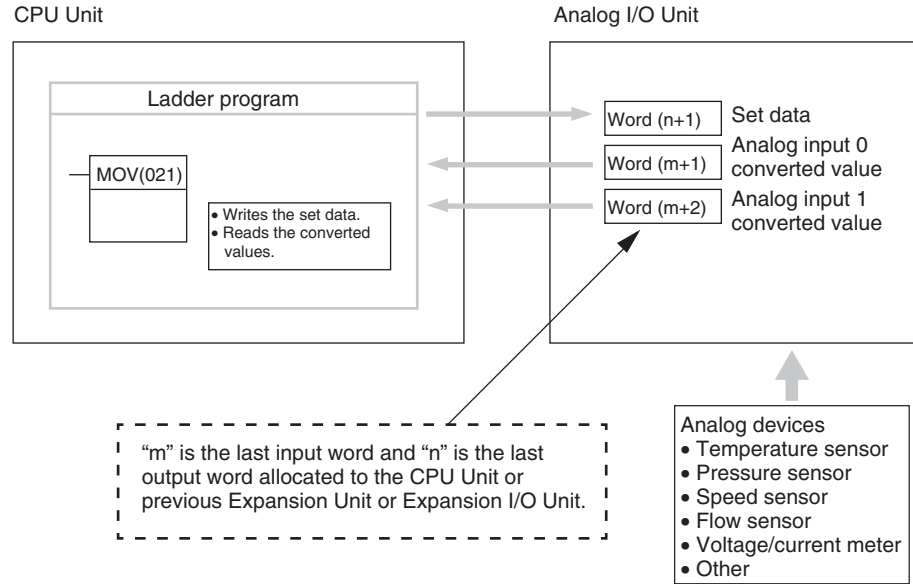 CPU Unit
Analog I/O Unit
Ladder program
MOV(021)
• Writes the set data.
• Reads the converted
values.
Word (n+1)
Set data
Word (m+1)
Analog input 0
converted value
Word (m+2)
Analog input 1
converted value
“m” is the last input word and “n” is the last
output word allocated to the CPU Unit or
previous Expansion Unit or Expansion I/O Unit.
Analog devices
• Temperature sensor
• Pressure sensor
• Speed sensor
• Flow sensor
• Voltage/current meter
• Other